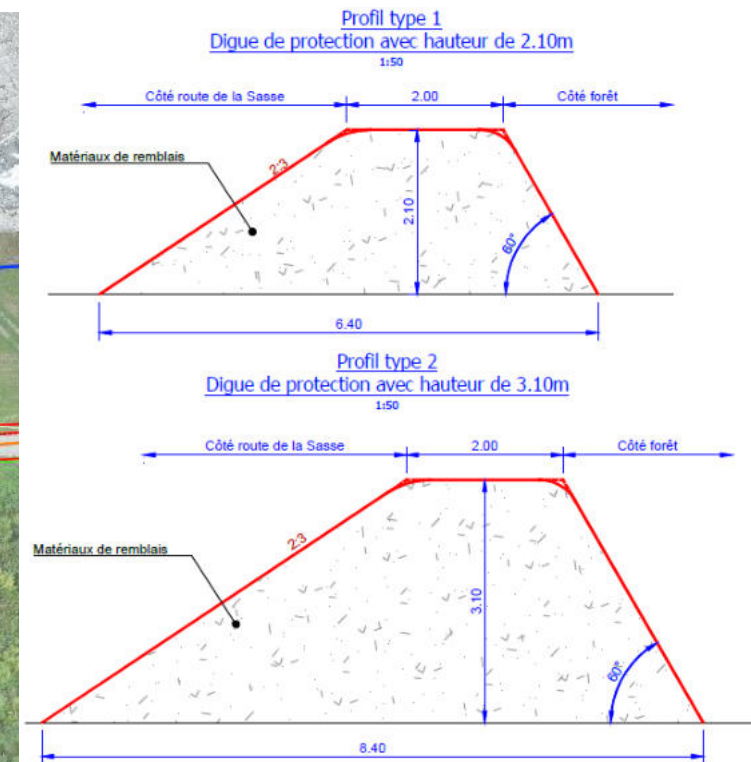 Profil type 1
Digue de protection avec hauteur de 2.10m
1:50
Côté route de la Sasse
2.00
Côté forêt
Matériaux de remblais
2:3
2.10
60°
6.40
Profil type 2
Digue de protection avec hauteur de 3.10m
1:50
Côté route de la Sasse
2.00
Côté forêt
Matériaux de remblais
2:3
3.10
60°
8.40